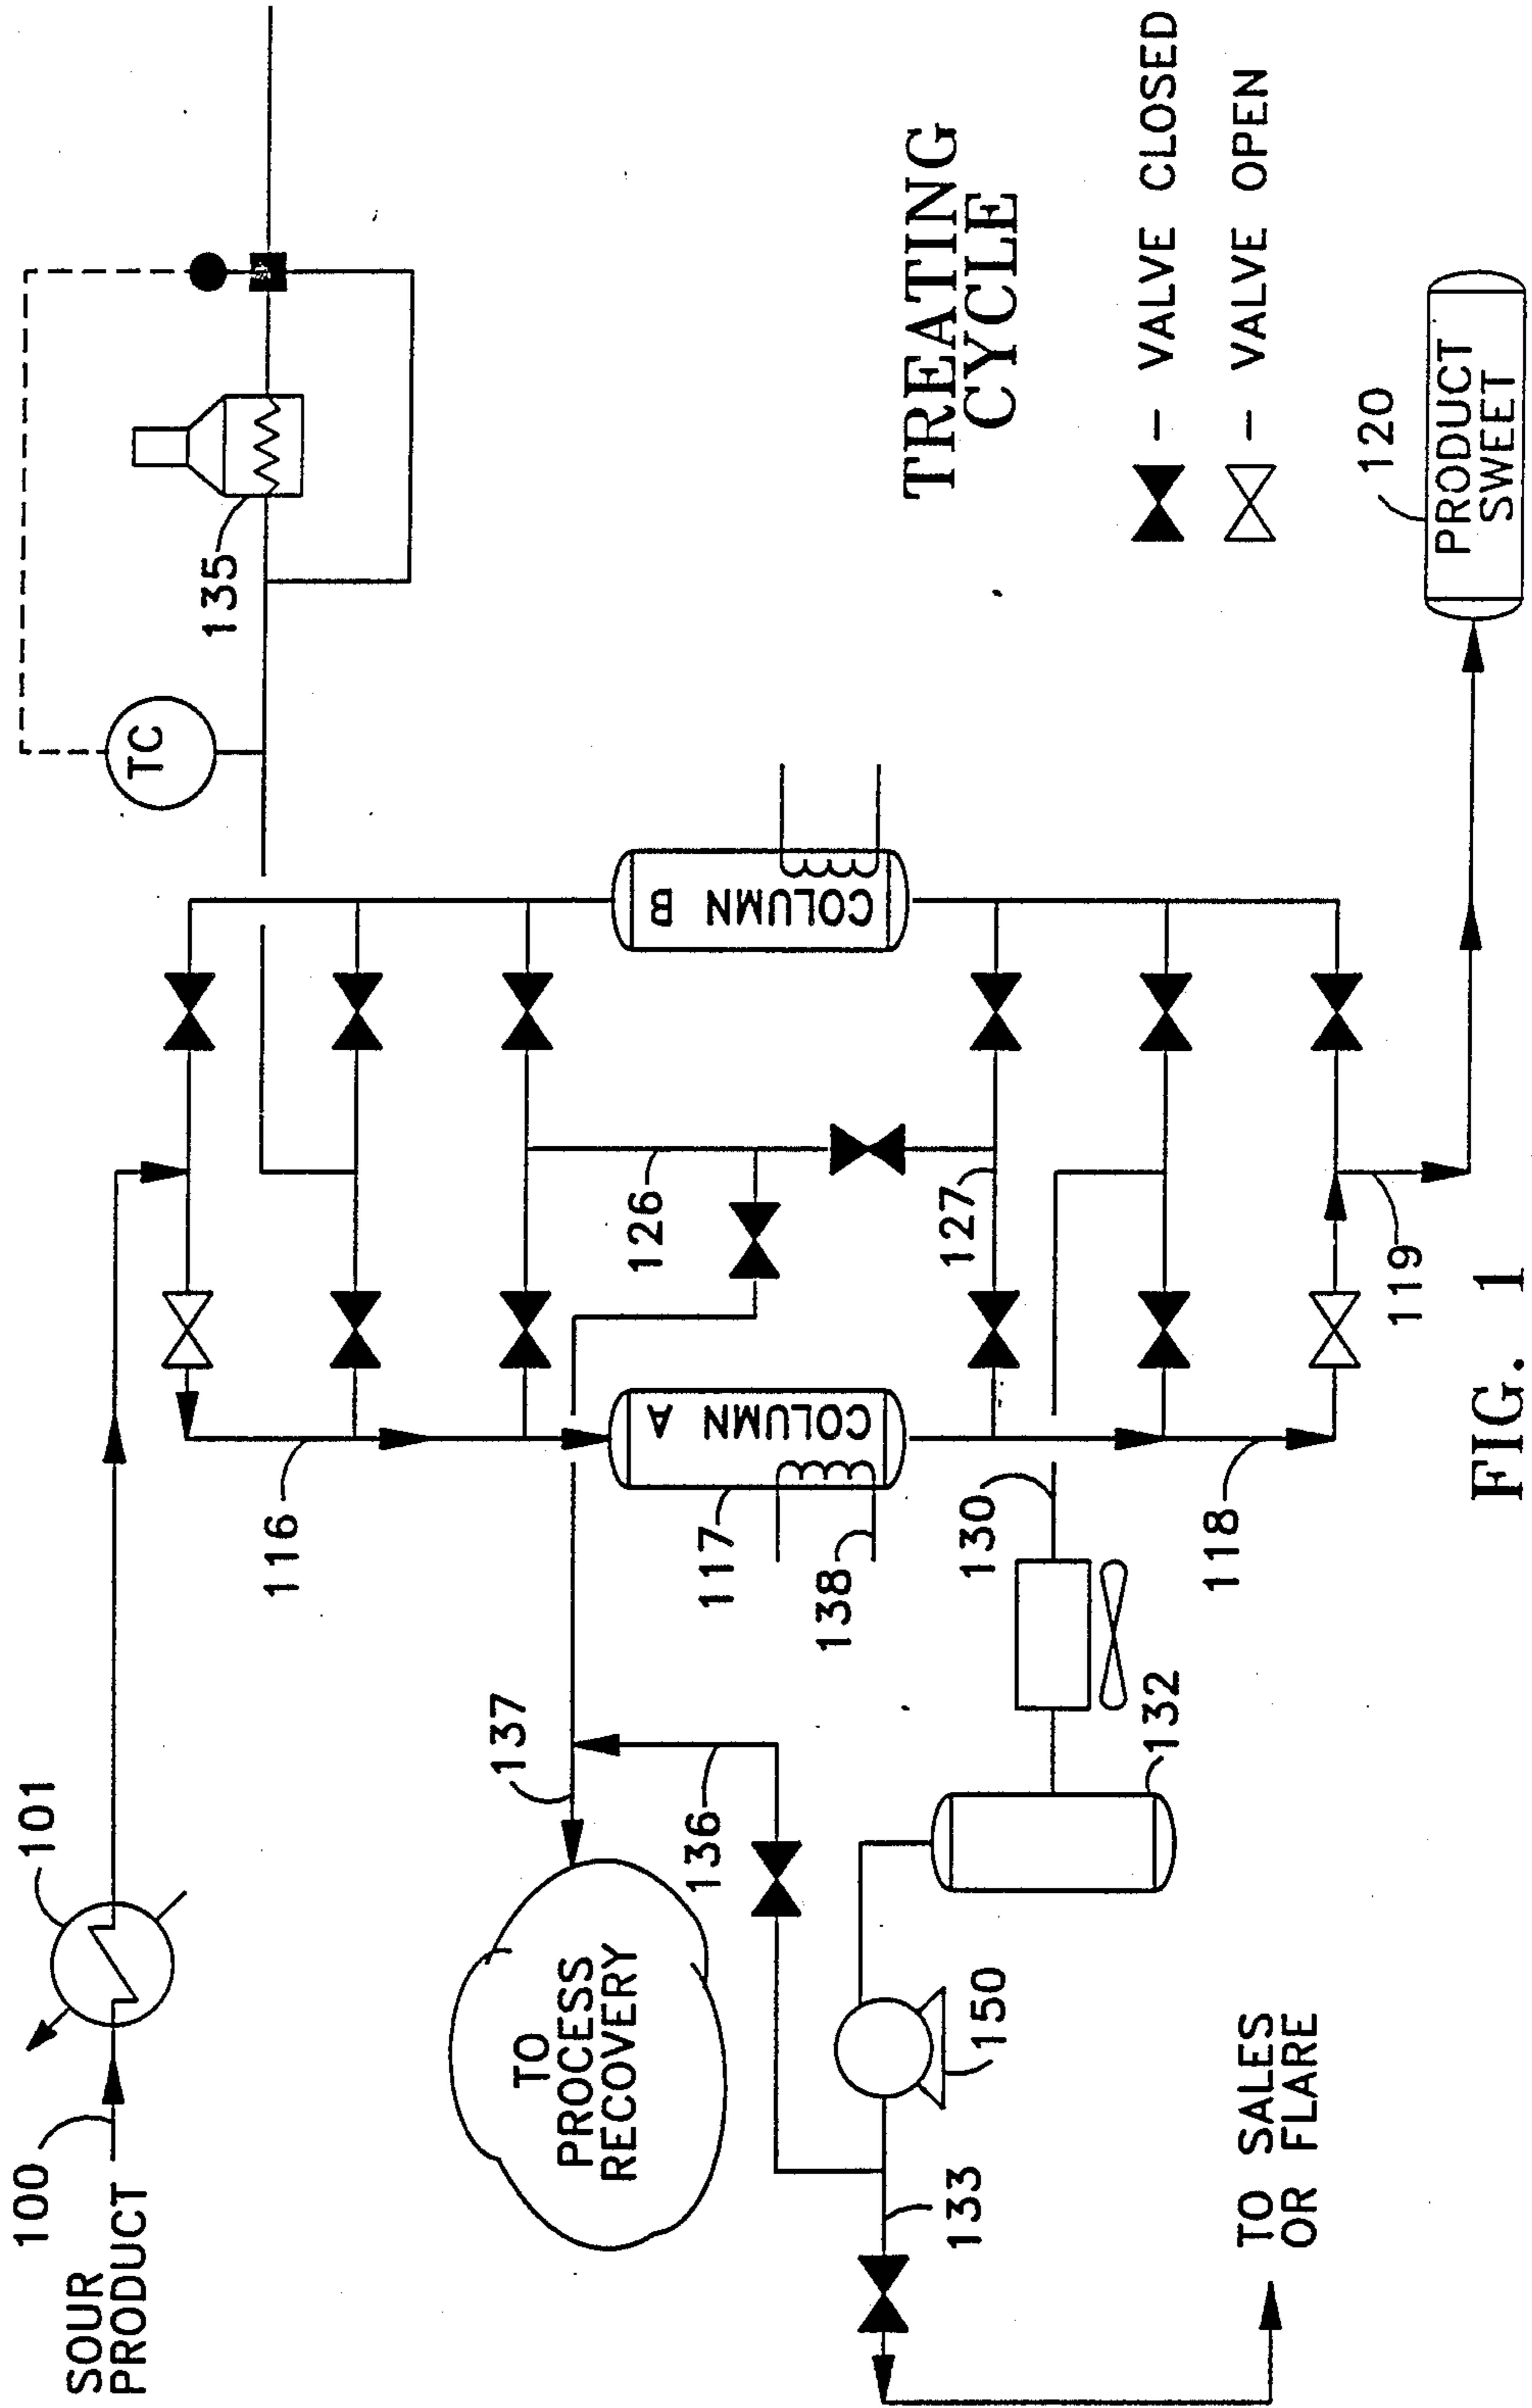 100
SOUR
PRODUCT
101
116
TC
135
TO
PROCESS
RECOVERY
137
136
126
117
COLUMN A
COLUMN B
138
150
133
132
130
127
118
119
TO SALES
OR FLARE
TREATING
CYCLE
- VALVE CLOSED
- VALVE OPEN
120
PRODUCT
SWEET
FIG. 1